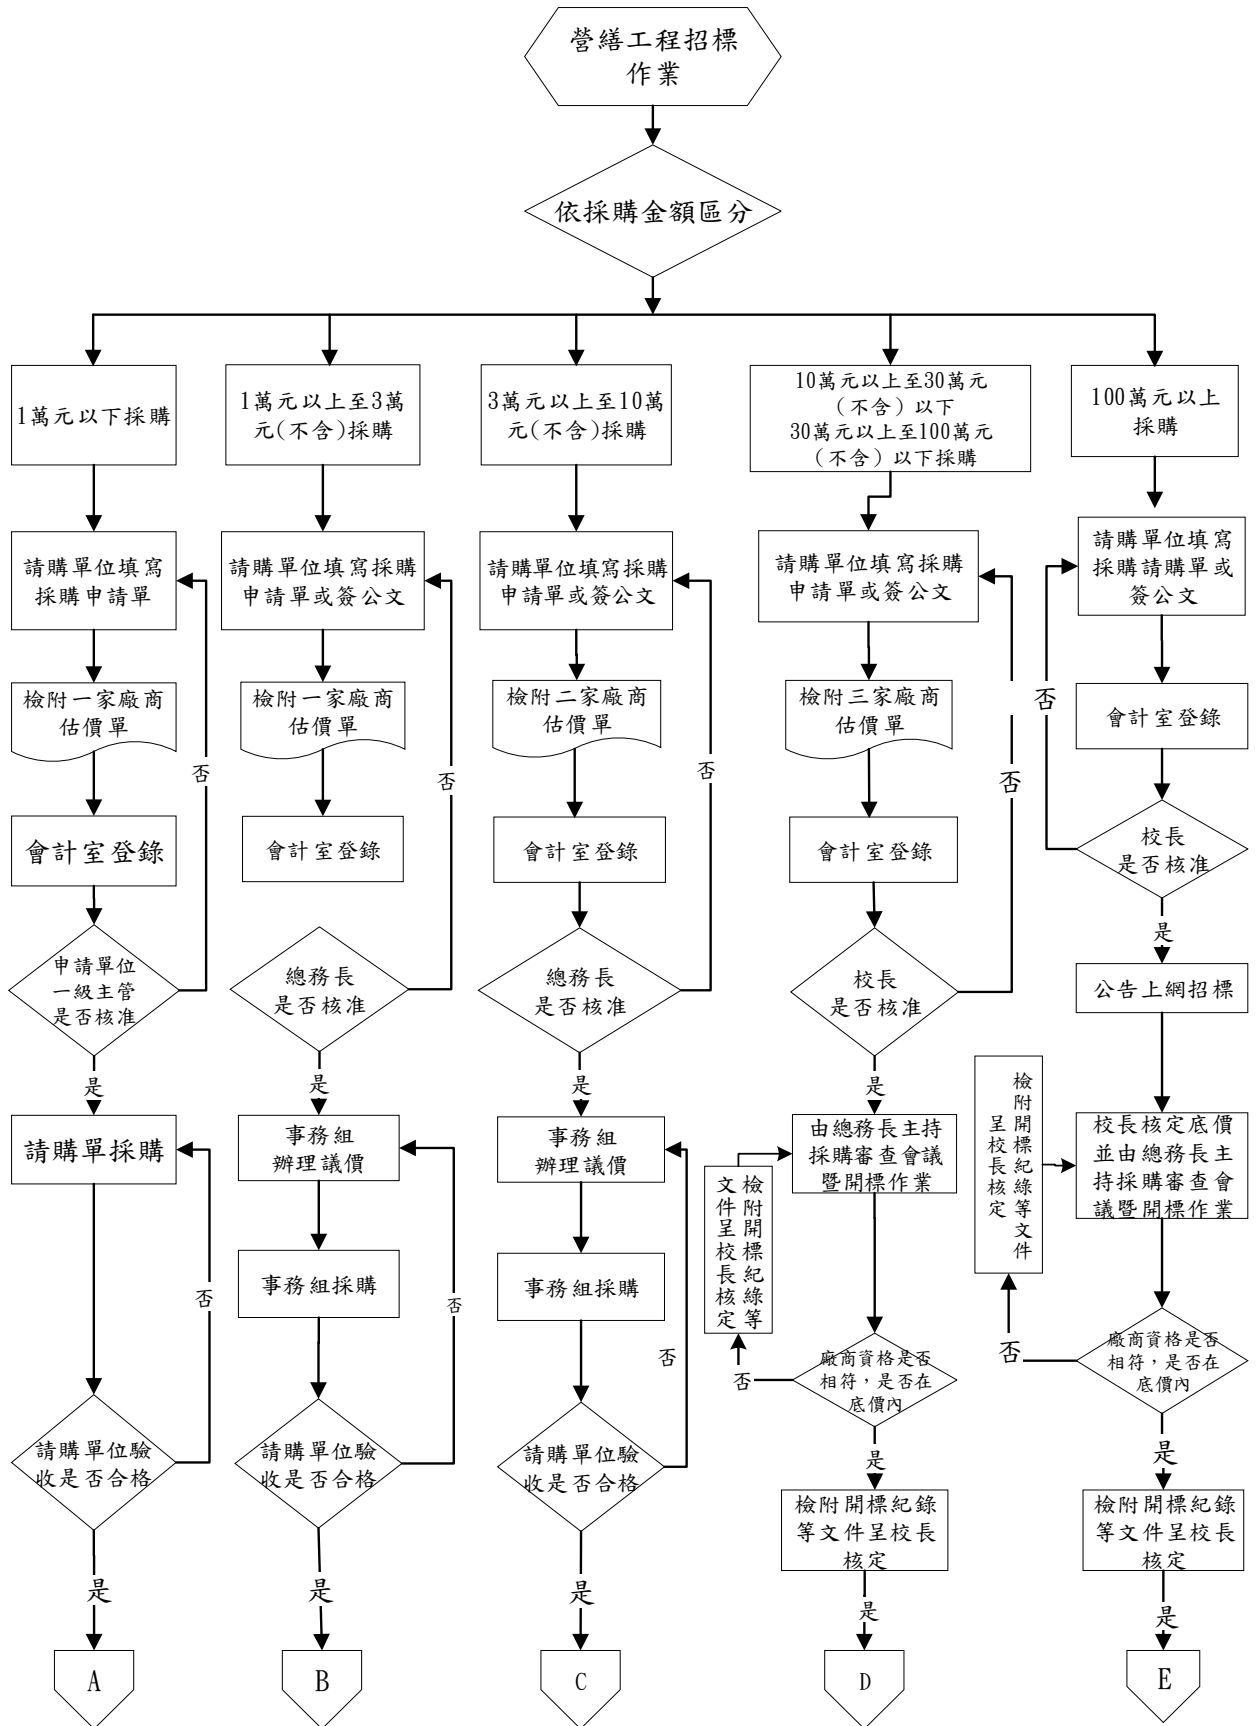 營繕工程招標
作業
依採購金額區分
1萬元以下採購
1萬元以上至3萬
元(不含)採購
3萬元以上至10萬
元(不含)採購
10萬元以上至30萬元
（不含）以下
30萬元以上至100萬元
（不含）以下採購
100萬元以上
採購
請購單位填寫
採購申請單
請購單位填寫採購
申請單或簽公文
請購單位填寫採購
申請單或簽公文
請購單位填寫採購
申請單或簽公文
請購單位填寫
採購請購單或
簽公文
檢附一家廠商
估價單
檢附一家廠商
估價單
檢附二家廠商
估價單
檢附三家廠商
估價單
會計室登錄
否
否
否
否
否
會計室登錄
會計室登錄
會計室登錄
會計室登錄
校長
是否核准
是
申請單位
一級主管
是否核准
總務長
是否核准
總務長
是否核准
校長
是否核准
公告上網招標
是
是
是
是
請購單採購
事務組
辦理議價
事務組
辦理議價
由總務長主持
採購審查會議
暨開標作業
校長核定底價
並由總務長主
持採購審查會
議暨開標作業
檢附開標紀綠等
文件呈校長核定
檢附開標紀綠等文件
呈校長核定
事務組採購
事務組採購
否
否
否
否
否
廠商資格是否
相符，是否在
底價內
廠商資格是否
相符，是否在
底價內
請購單位驗
收是否合格
請購單位驗
收是否合格
請購單位驗
收是否合格
是
是
檢附開標紀錄
等文件呈校長
核定
檢附開標紀錄
等文件呈校長
核定
是
是
是
是
是
A
B
C
D
E